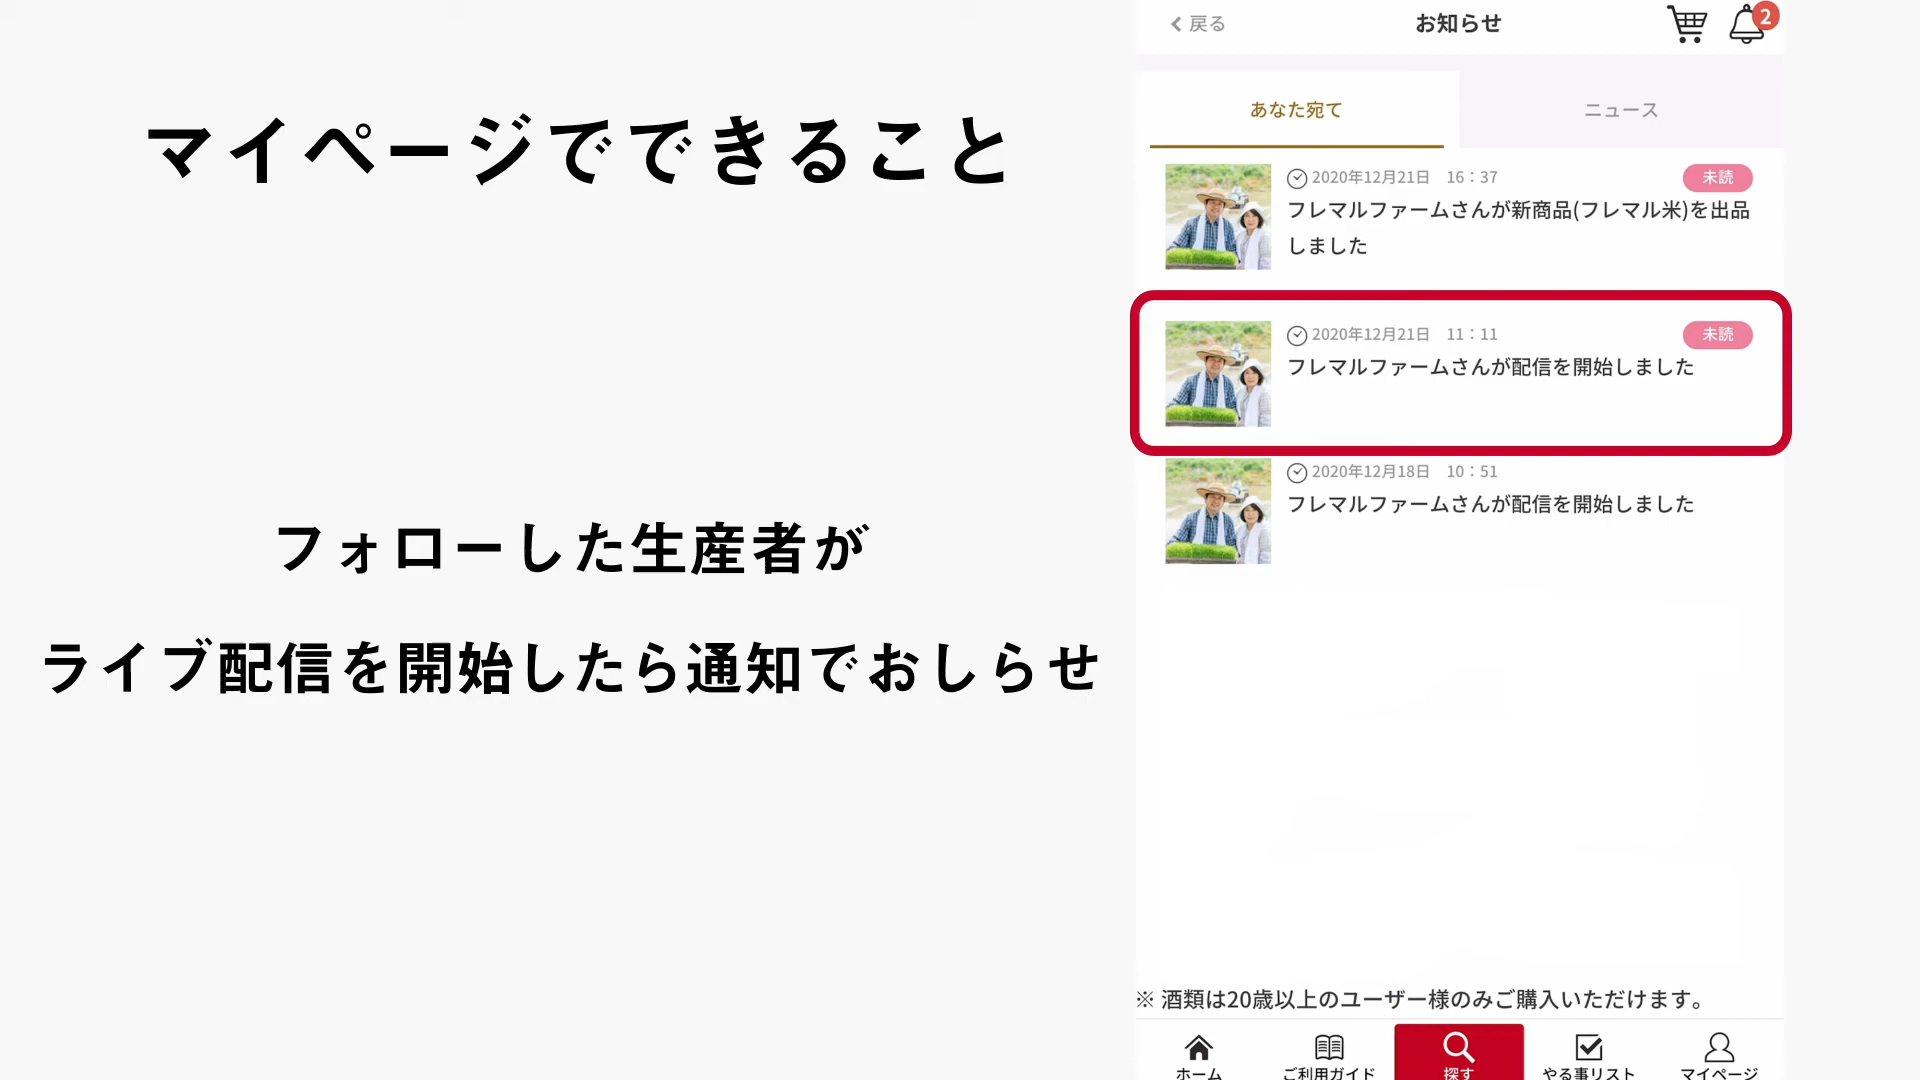 マイページでできること
フォローした生産者が
ライブ配信を開始したら通知でおしらせ
戻る
お知らせ
2
あなた宛て
ニュース
2020年12月21日 16：37
未読
フレマルファームさんが新商品(フレマル米)を出品
しました
2020年12月21日 11：11
未読
フレマルファームさんが配信を開始しました
2020年12月18日 10：51
フレマルファームさんが配信を開始しました
※ 酒類は20歳以上のユーザー様のみご購入いただけます。
ホーム
ご利用ガイド
探す
やる事リスト
マイページ